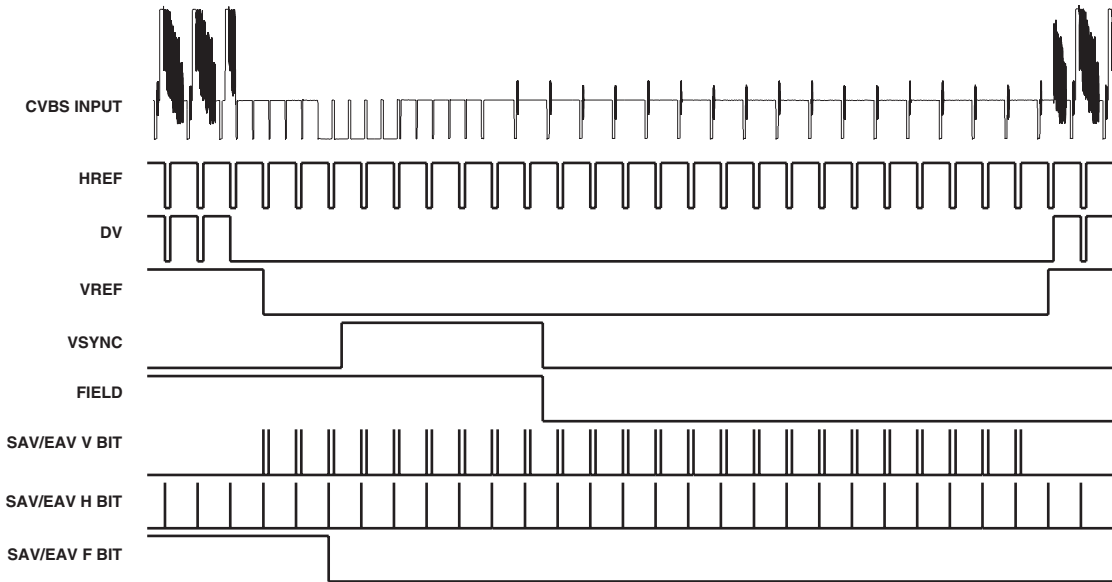 CVBS INPUT
HREF
DV
VREF
VSYNC
FIELD
SAV/EAV V BIT
SAV/EAV H BIT
SAV/EAV F BIT